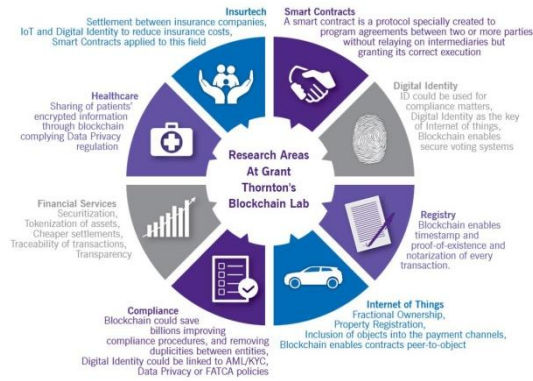 Insurtech
Settlement between insurance companies,
IoT and Digital Identity to reduce insurance costs,
Smart Contracts applied to this field
Smart Contracts
A smart contract is a protocol specially created to
program agreements between two or more parties
without relaying on intermediaries but
granting its correct execution
Healthcare
Sharing of patients'
encrypted information
through blockchain
complying Data Privacy
regulation
Digital Identity
ID could be used for
compliance matters,
Digital Identity as the key
of Internet of things,
Blockchain enables
secure voting systems
Research Areas
At Grant
Thornton's
Blockchain Lab
Financial Services
Securitization,
Tokenization of assets,
Cheaper settlements,
Traceability of transactions,
Transparency
Registry
Blockchain enables
timestamp and
proof-of-existence and
notarization of every
transaction.
Compliance
Blockchain could save
billions improving
compliance procedures, and removing
duplicities between entities,
Digital Identity could be linked to AML/KYC,
Data Privacy or FATCA policies
Internet of Things
Fractional Ownership,
Property Registration,
Inclusion of objects into the payment channels,
Blockchain enables contracts peer-to-object